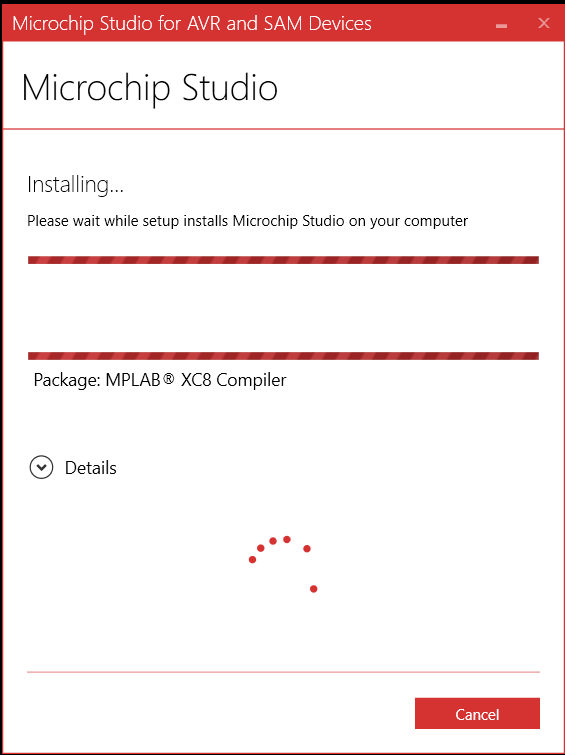 Microchip Studio for AVR and SAM Devices
Microchip Studio
Installing...
Please wait while setup installs Microchip Studio on your computer
Package: MPLAB® XC8 Compiler
Details
Cancel